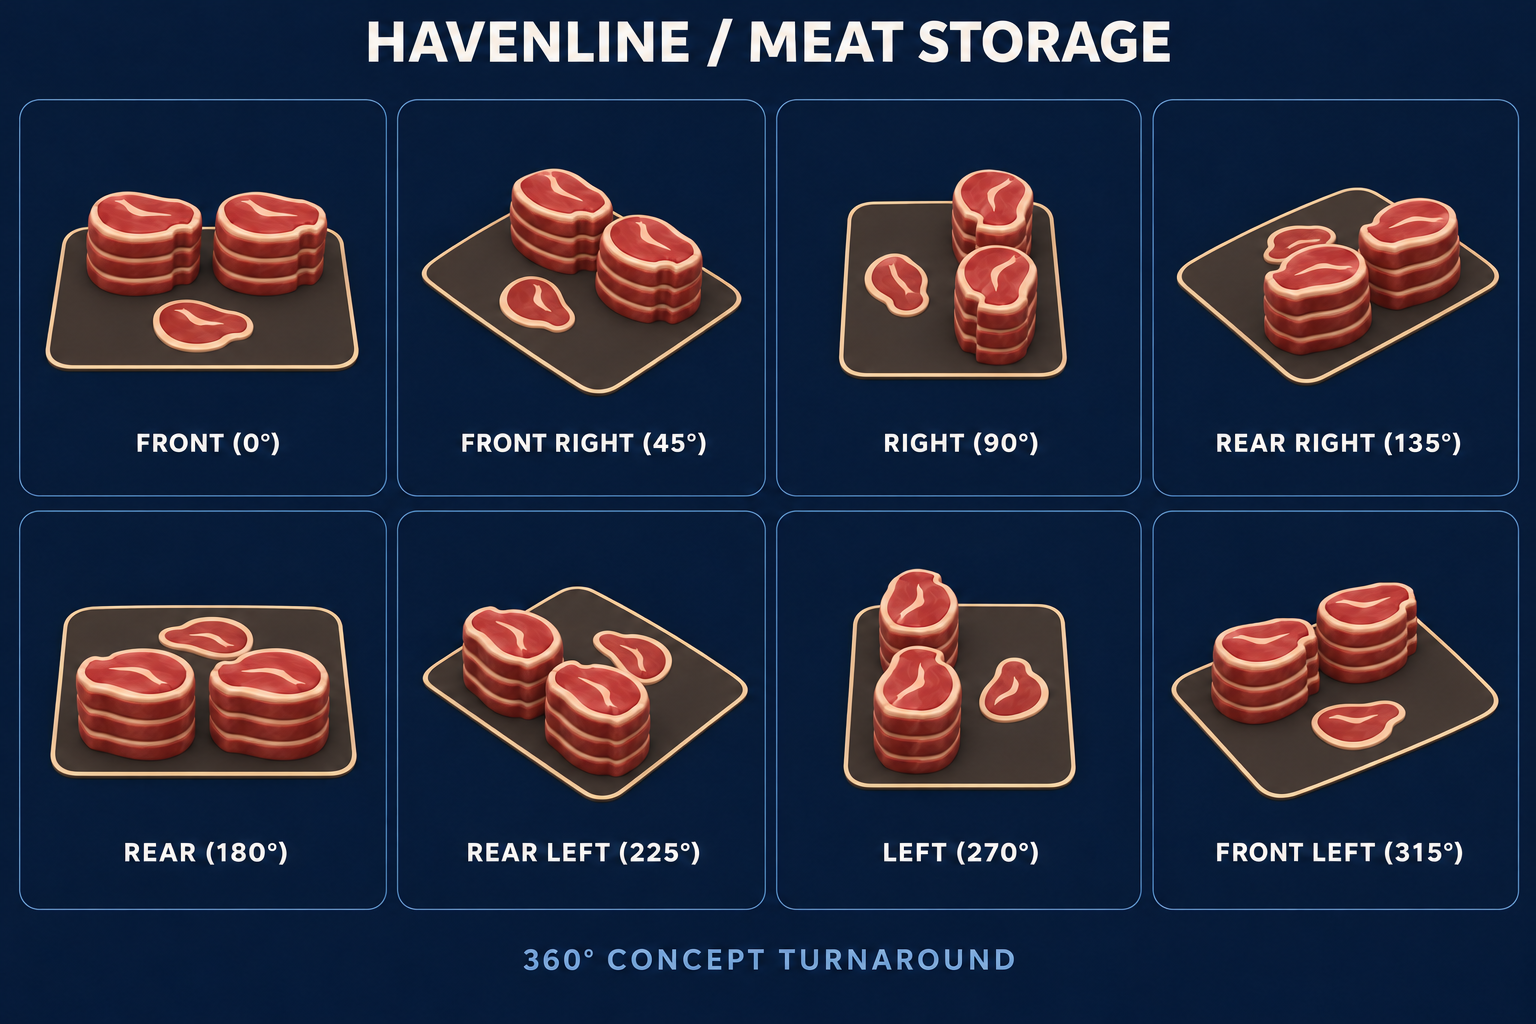 HAVENLINE / MEAT STORAGE
FRONT (0°)
FRONT RIGHT (45°)
RIGHT (90°)
REAR RIGHT (135°)
REAR (180°)
REAR LEFT (225°)
LEFT (270°)
FRONT LEFT (315°)
360° CONCEPT TURNAROUND